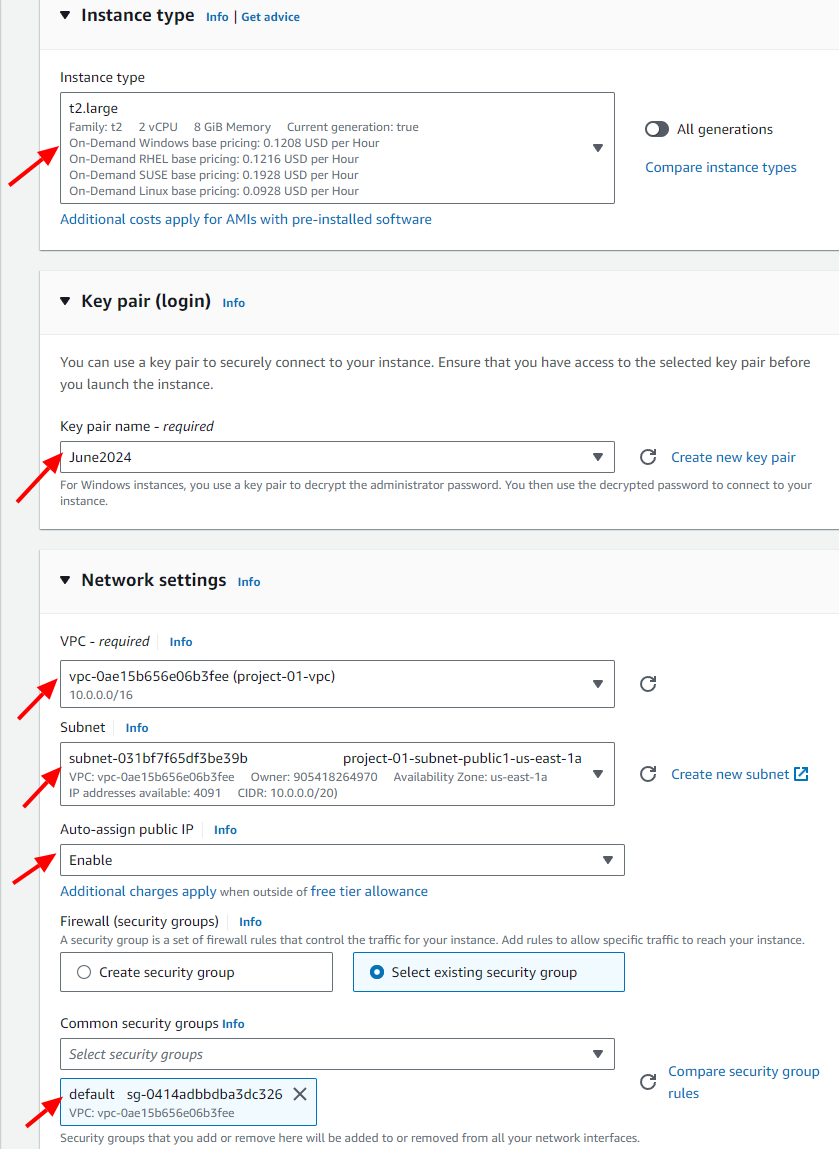 Instance type Info | Get advice
Instance type
t2.large
Family: t2 2 vCPU 8 GiB Memory Current generation: true
On-Demand Windows base pricing: 0.1208 USD per Hour
On-Demand RHEL base pricing: 0.1216 USD per Hour
On-Demand SUSE base pricing: 0.1928 USD per Hour
On-Demand Linux base pricing: 0.0928 USD per Hour
All generations
Compare instance types
Additional costs apply for AMIs with pre-installed software
Key pair (login) Info
You can use a key pair to securely connect to your instance. Ensure that you have access to the selected key pair before
you launch the instance.
Key pair name - required
June2024
Create new key pair
For Windows instances, you use a key pair to decrypt the administrator password. You then use the decrypted password to connect to your
instance.
Network settings Info
VPC - required Info
vpc-0ae15b656e06b3fee (project-01-vpc)
10.0.0.0/16
Subnet Info
subnet-031bf7f65df3be39b project-01-subnet-public1-us-east-1a
VPC: vpc-0ae15b656e06b3fee Owner: 905418264970 Availability Zone: us-east-1a
IP addresses available: 4091 CIDR: 10.0.0.0/20)
Create new subnet
Auto-assign public IP Info
Enable
Additional charges apply when outside of free tier allowance
Firewall (security groups) Info
A security group is a set of firewall rules that control the traffic for your instance. Add rules to allow specific traffic to reach your instance.
Create security group
Select existing security group
Common security groups Info
Select security groups
default sg-0414adbbdba3dc326
VPC: vpc-0ae15b656e06b3fee
Compare security group
rules
Security groups that you add or remove here will be added to or removed from all your network interfaces.